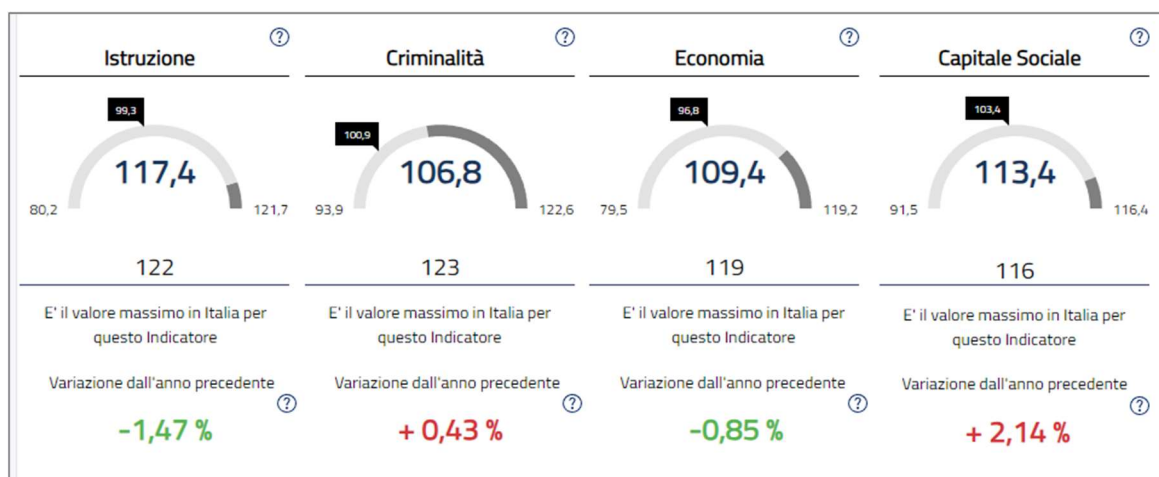 Istruzione
99,3
117,4
80,2
121,7
122
E' il valore massimo in Italia per
questo Indicatore
Variazione dall'anno precedente
?
-1,47 %
?
Criminalità
100,9
106,8
93,9
122,6
123
E' il valore massimo in Italia per
questo Indicatore
Variazione dall'anno precedente
?
+ 0,43 %
?
Economia
96,8
109,4
79,5
119,2
119
E' il valore massimo in Italia per
questo Indicatore
Variazione dall'anno precedente
?
-0,85 %
?
Capitale Sociale
103,4
113,4
91,5
116,4
116
E' il valore massimo in Italia per
questo Indicatore
Variazione dall'anno precedente
?
+ 2,14 %
?